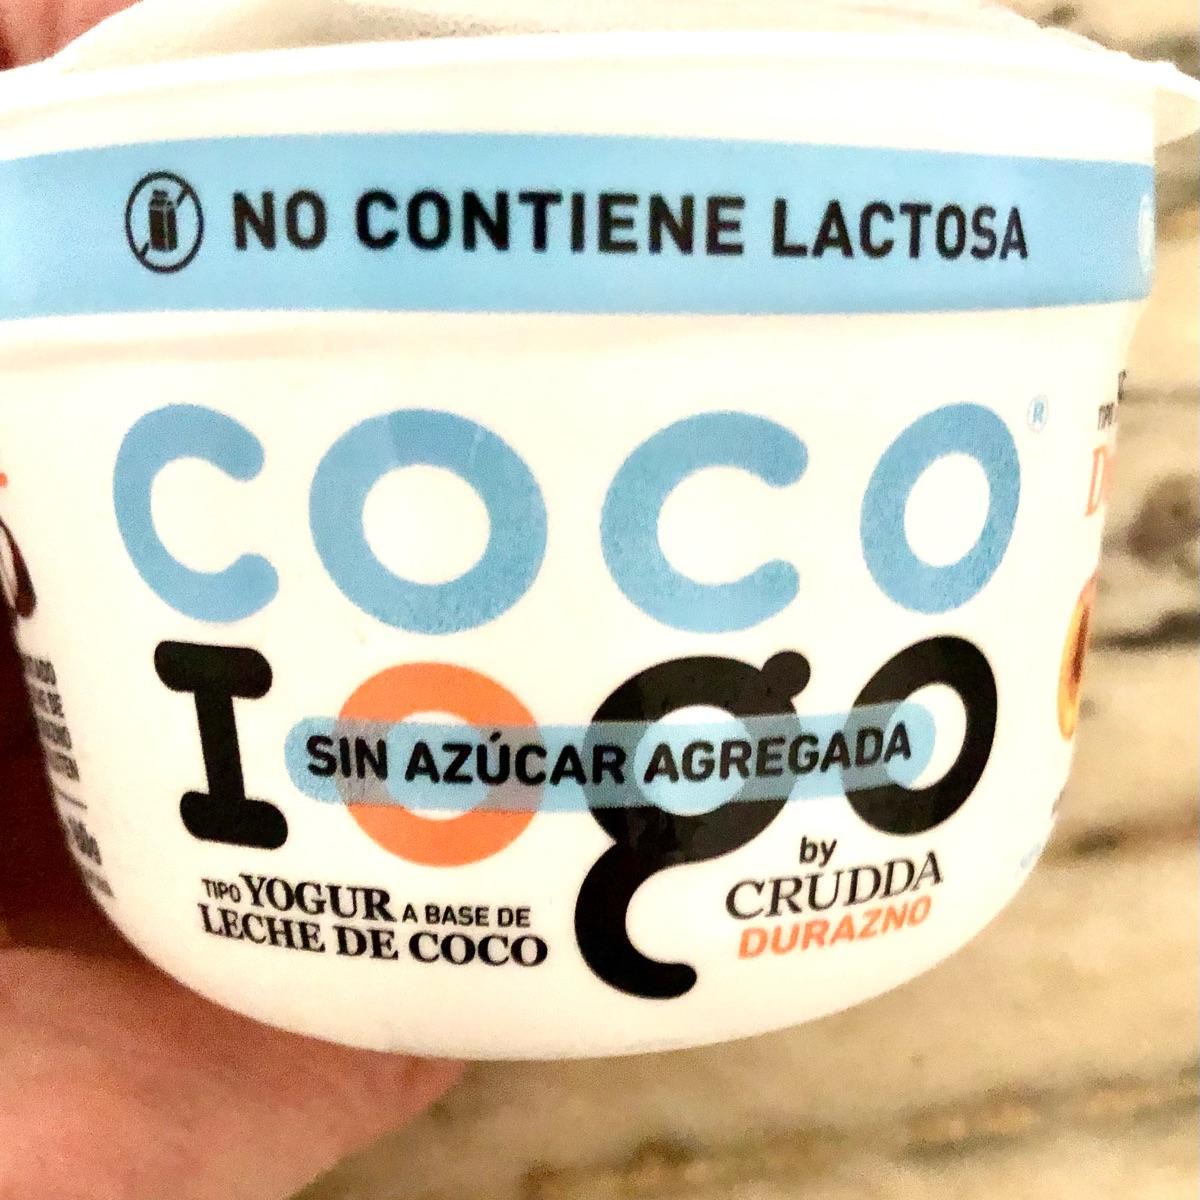 NO CONTIENE LACTOSA
COCO®
IOGO
SIN AZÚCAR AGREGADA
by
CRUDDA
DURAZNO
TIPO YOGUR A BASE DE
LECHE DE COCO